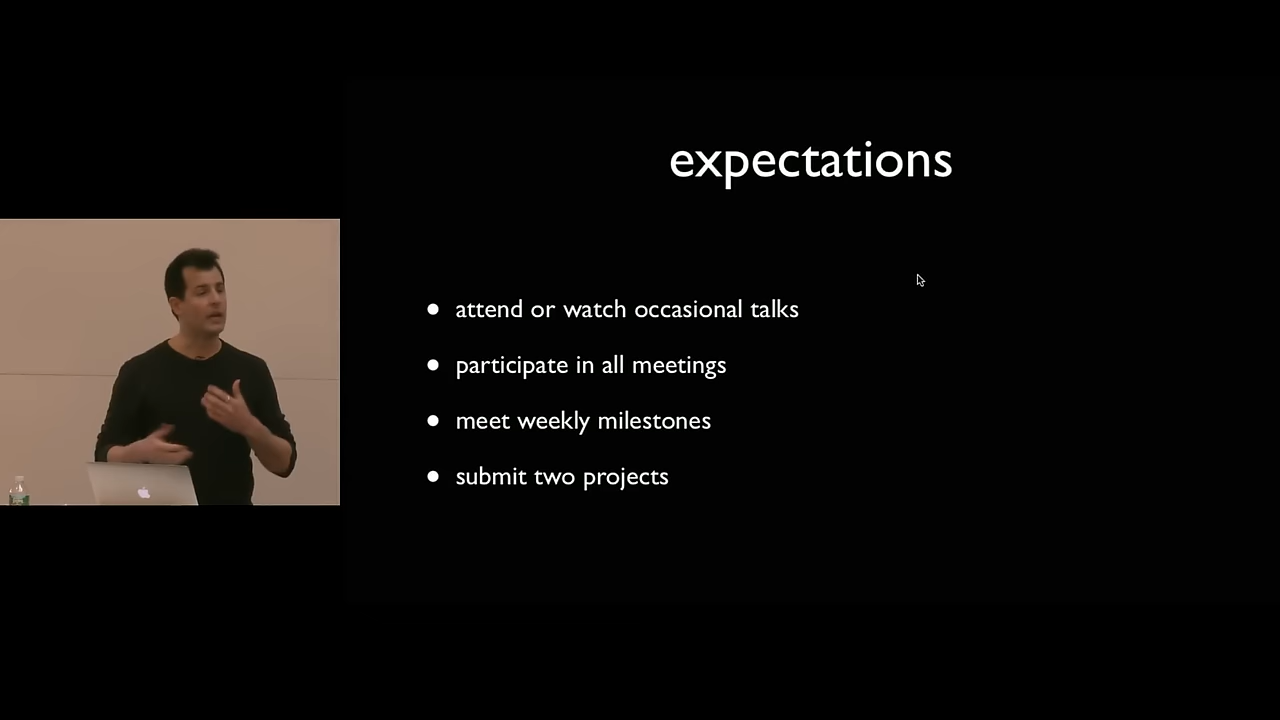 expectations
● attend or watch occasional talks
● participate in all meetings
● meet weekly milestones
● submit two projects